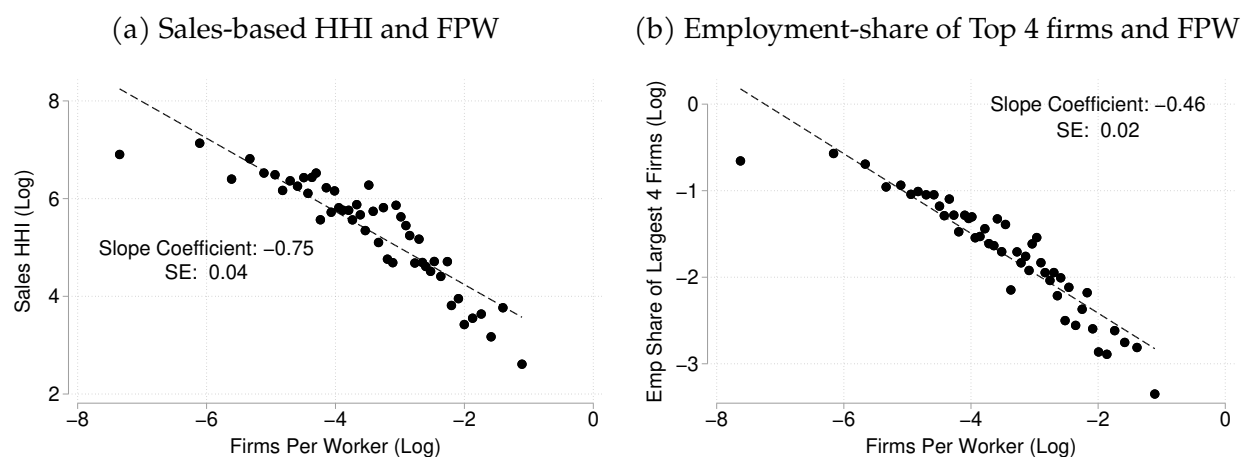 (a) Sales-based HHI and FPW
Sales HHI (Log)
8
6
4
2
Slope Coefficient: −0.75
SE: 0.04
−8
−6
−4
−2
0
Firms Per Worker (Log)
(b) Employment-share of Top 4 firms and FPW
Emp Share of Largest 4 Firms (Log)
0
−1
−2
−3
Slope Coefficient: −0.46
SE: 0.02
−8
−6
−4
−2
0
Firms Per Worker (Log)